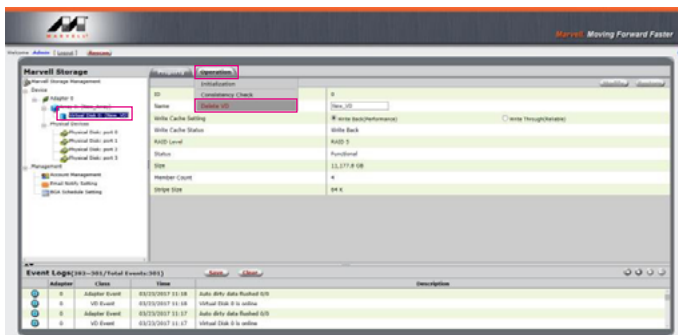 MARVELL
Marvell. Moving Forward Faster
Welcome Admin [ Logout ]
Marvell Storage
Marvell Storage Management
Device
Adapter 0
Virtual Disk 0: [New_VD]
Physical Devices
Physical Disk: port 0
Physical Disk: port 1
Physical Disk: port 2
Physical Disk: port 3
Management
Account Management
Email Notify Setting
BGA Schedule Setting
Operation
Initialization
Consistency Check
Delete VD
ID 0
Name New_VD
Write Cache Setting Write Back(Performance) Write Through(Reliable)
Write Cache Status Write Back
RAID Level RAID 5
Status Functional
Size 11,177.8 GB
Member Count 4
Stripe Size 64 K
Event Logs
Save Clear
Adapter Class Time Description
0 Adapter Event 03/23/2017 11:18 Auto dirty data flushed 0/0
0 VD Event 03/23/2017 11:18 Virtual Disk 0 is online
0 Adapter Event 03/23/2017 11:17 Auto dirty data flushed 0/0
0 VD Event 03/23/2017 11:17 Virtual Disk 0 is online